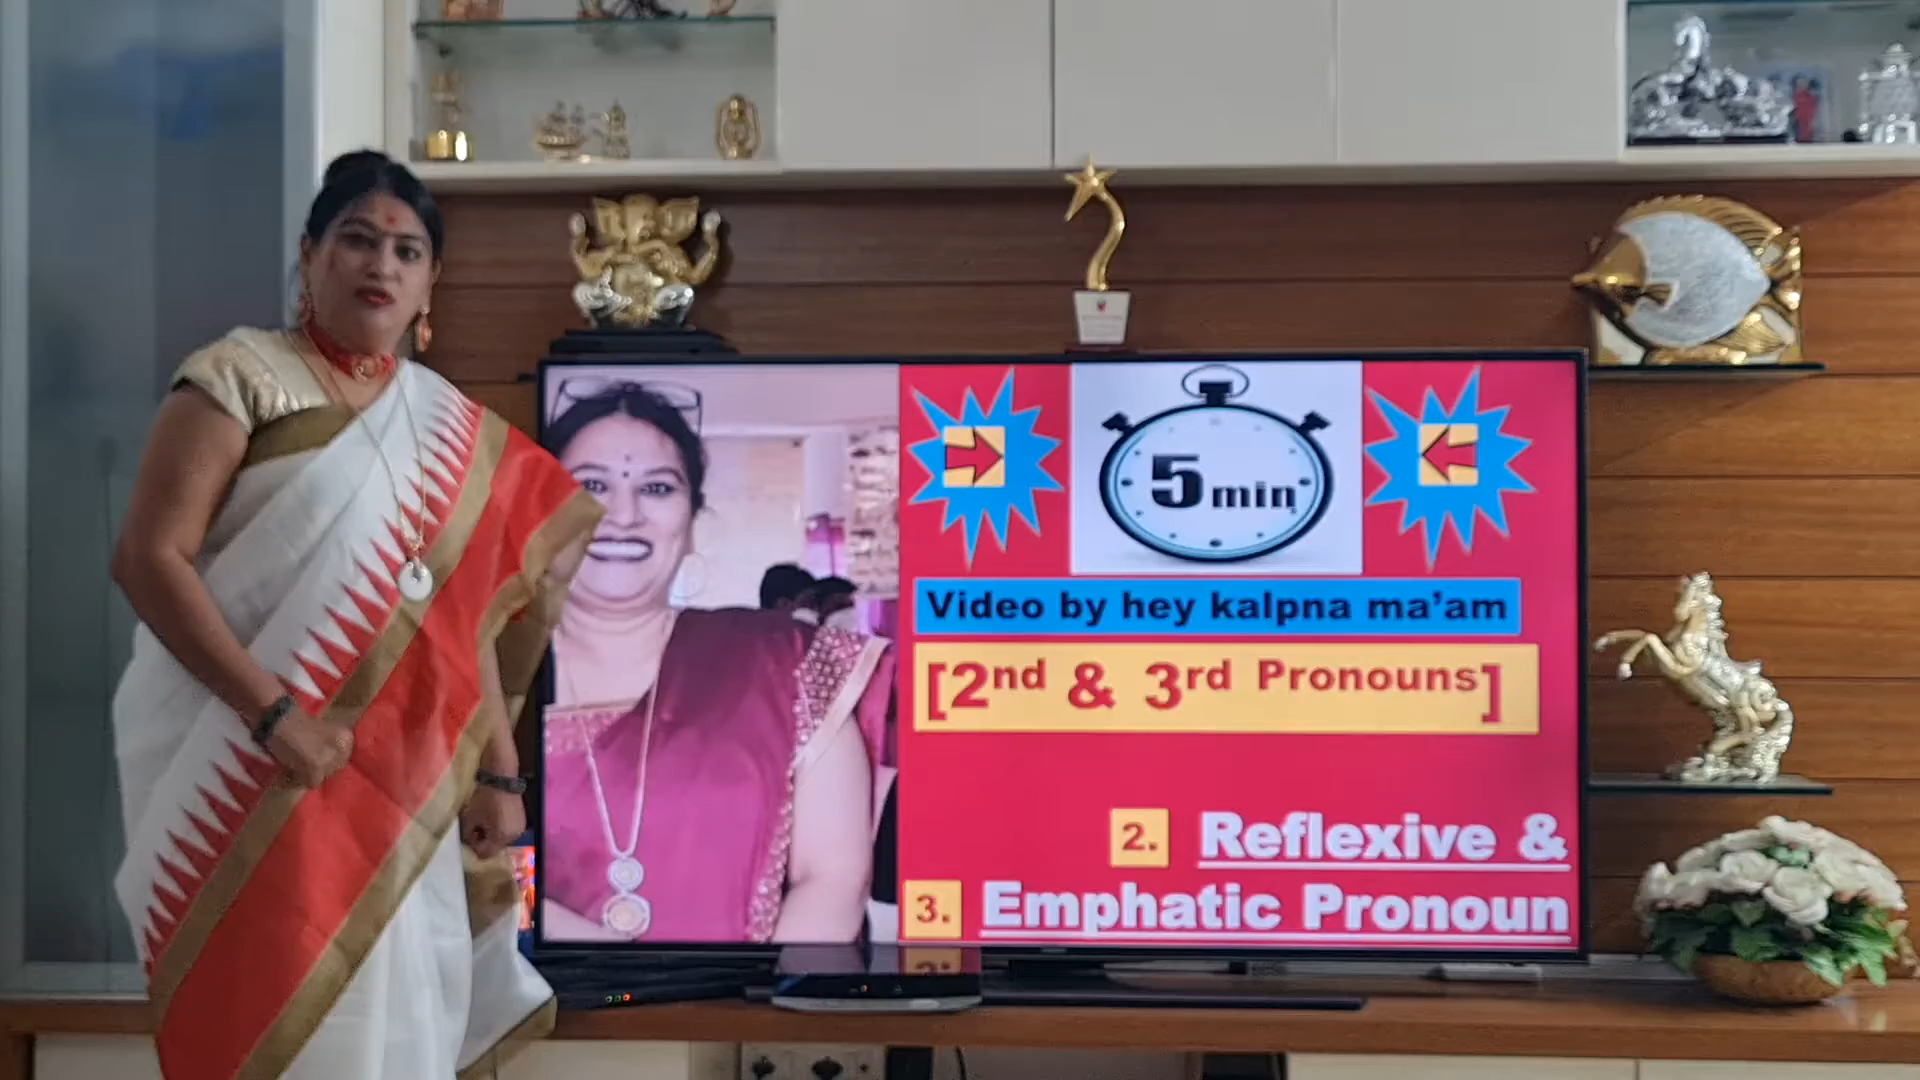 5 min
Video by hey kalpna ma’am
[2nd & 3rd Pronouns]
2. Reflexive &
3. Emphatic Pronoun